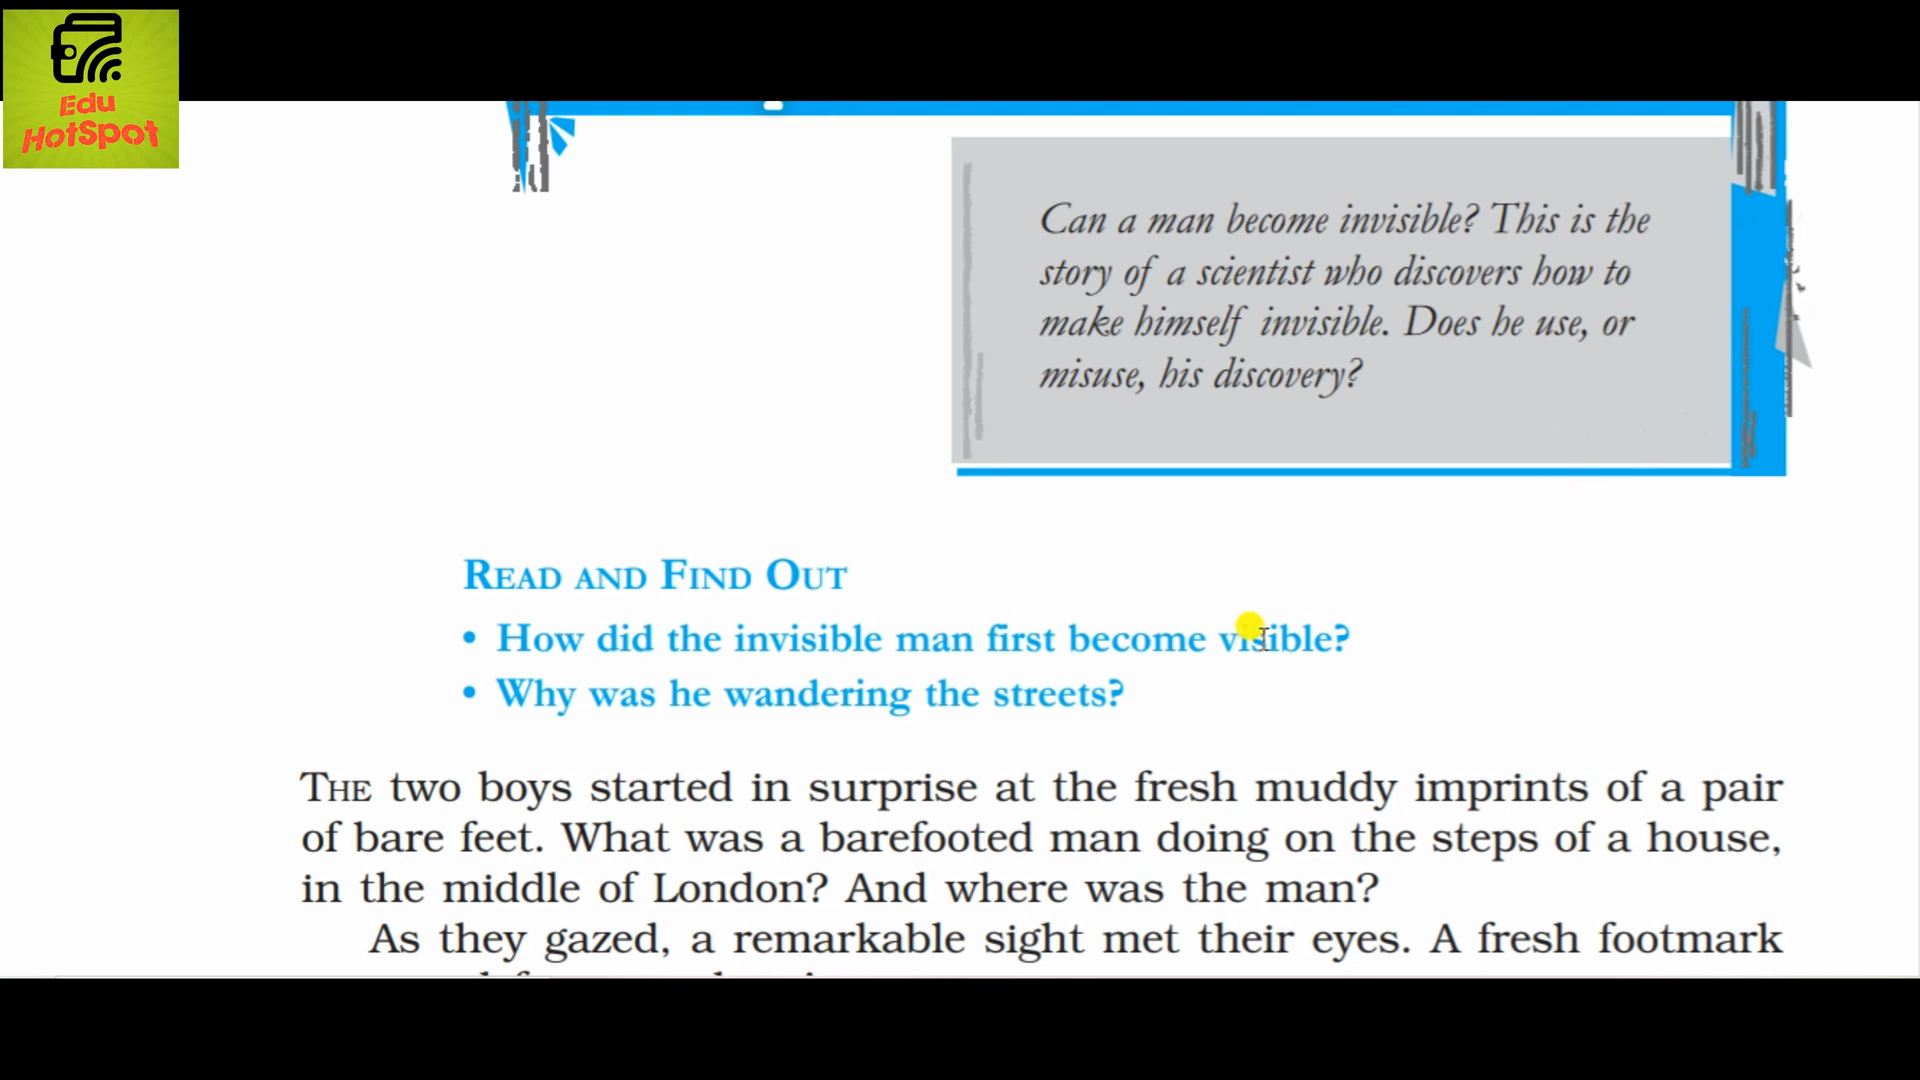 Edu
HotSpot
Can a man become invisible? This is the
story of a scientist who discovers how to
make himself invisible. Does he use, or
misuse, his discovery?
READ AND FIND OUT
• How did the invisible man first become visible?
• Why was he wandering the streets?
THE two boys started in surprise at the fresh muddy imprints of a pair
of bare feet. What was a barefooted man doing on the steps of a house,
in the middle of London? And where was the man?
As they gazed, a remarkable sight met their eyes. A fresh footmark